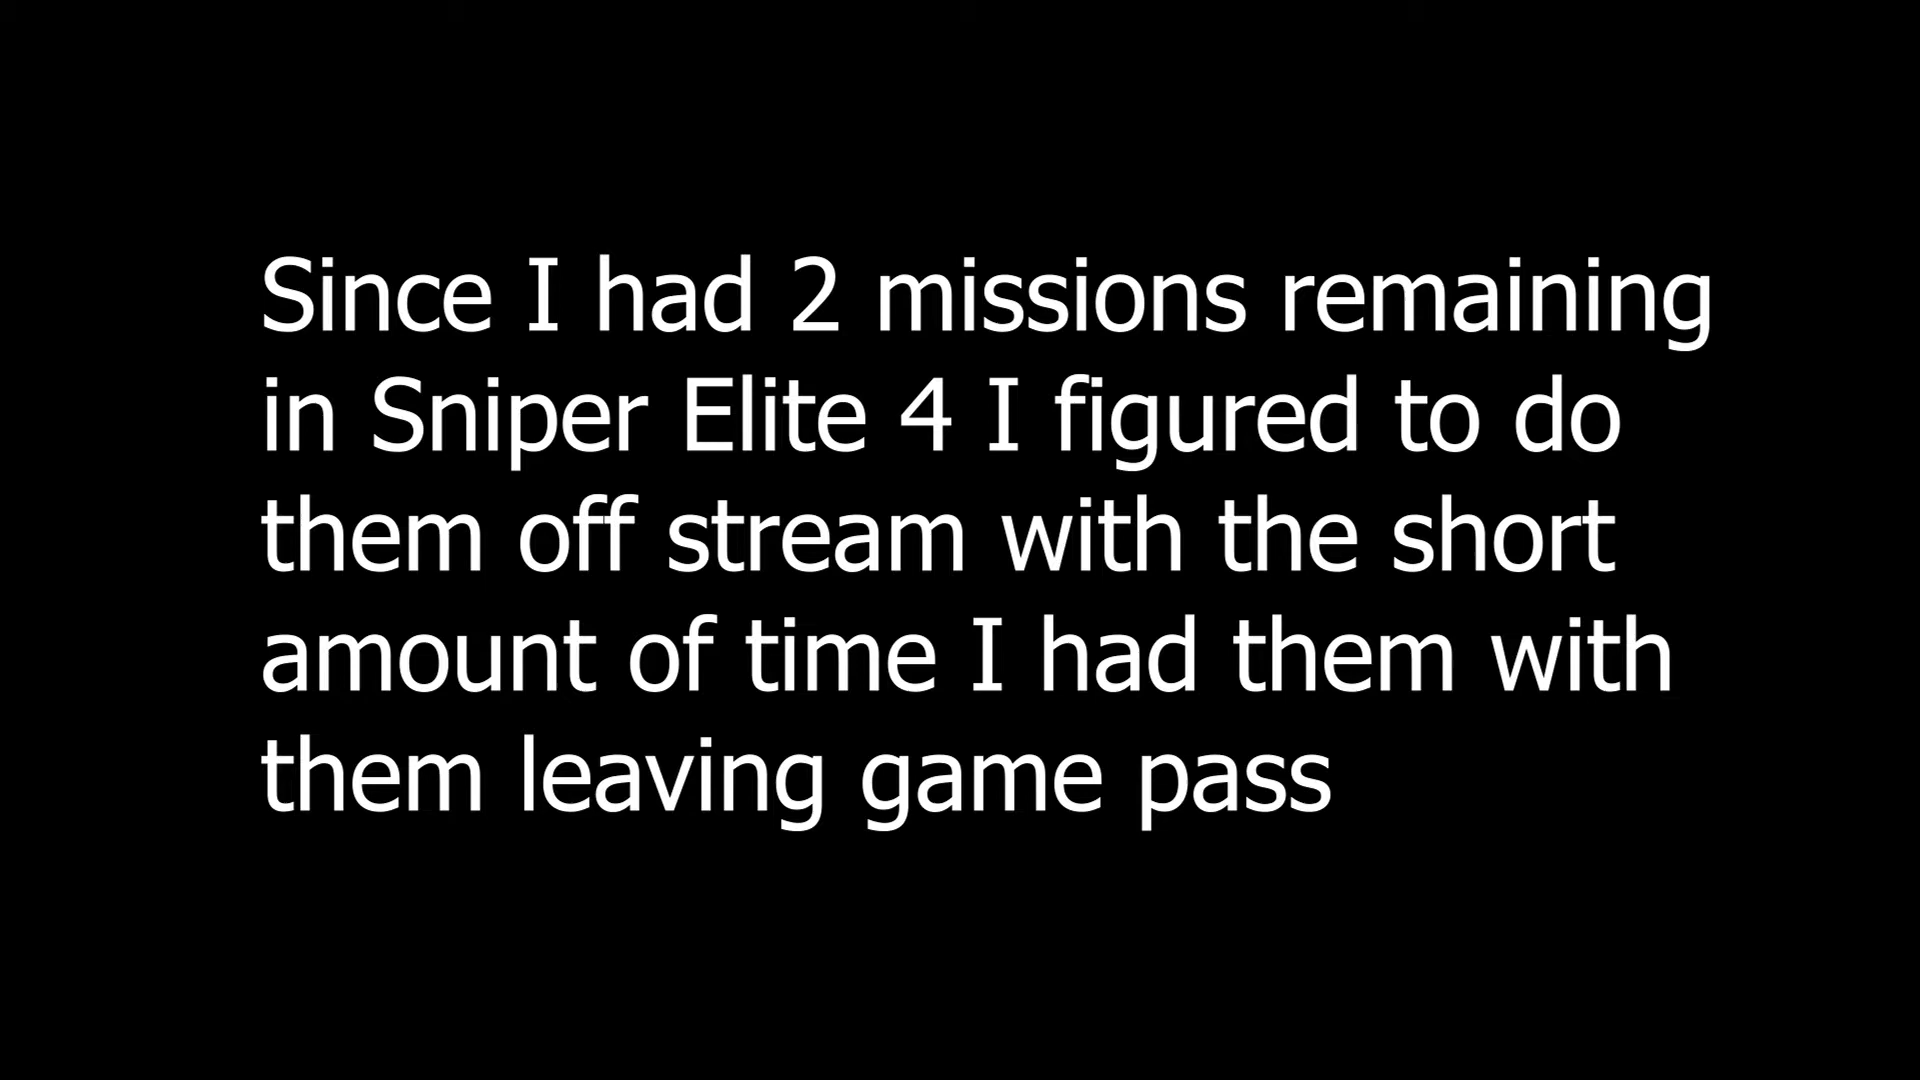 Since I had 2 missions remaining
in Sniper Elite 4 I figured to do
them off stream with the short
amount of time I had them with
them leaving game pass